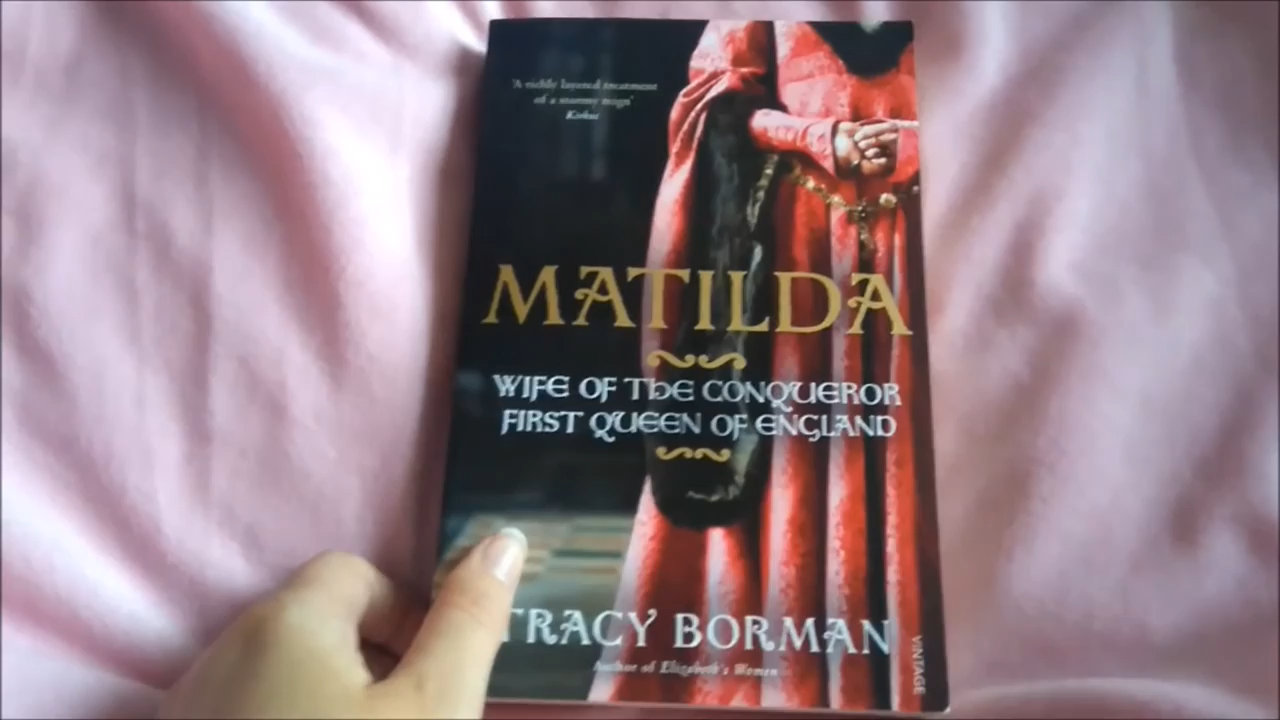 'A richly layered treatment
of a stormy reign'
Kirkus
MATILDA
WIFE OF THE CONQUEROR
FIRST QUEEN OF ENGLAND
TRACY BORMAN
Author of Elizabeth's Women
VINTAGE